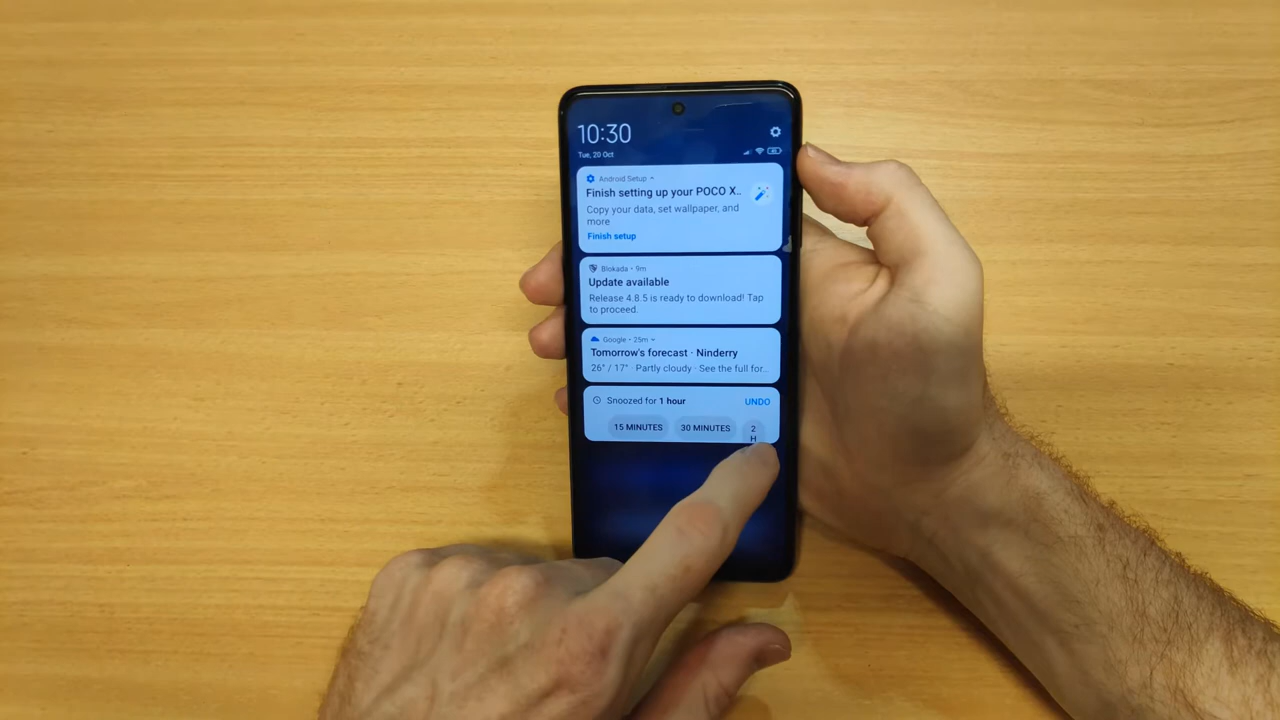 10:30
Tue, 20 Oct
Android Setup
Finish setting up your POCO X..
Copy your data, set wallpaper, and
more
Finish setup
Blokada • 9m
Update available
Release 4.8.5 is ready to download! Tap
to proceed.
Google • 25m
Tomorrow's forecast · Ninderry
26° / 17° · Partly cloudy · See the full for..
Snoozed for 1 hour UNDO
15 MINUTES 30 MINUTES 2
H